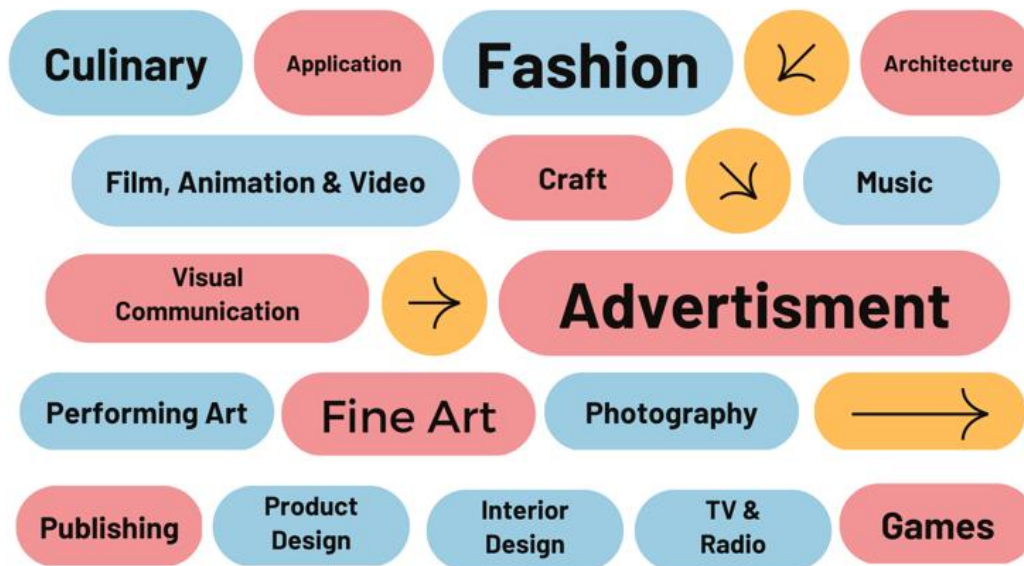 Culinary
Application
Fashion
Architecture
Film, Animation & Video
Craft
Music
Visual
Communication
Advertisment
Performing Art
Fine Art
Photography
Publishing
Product
Design
Interior
Design
TV &
Radio
Games